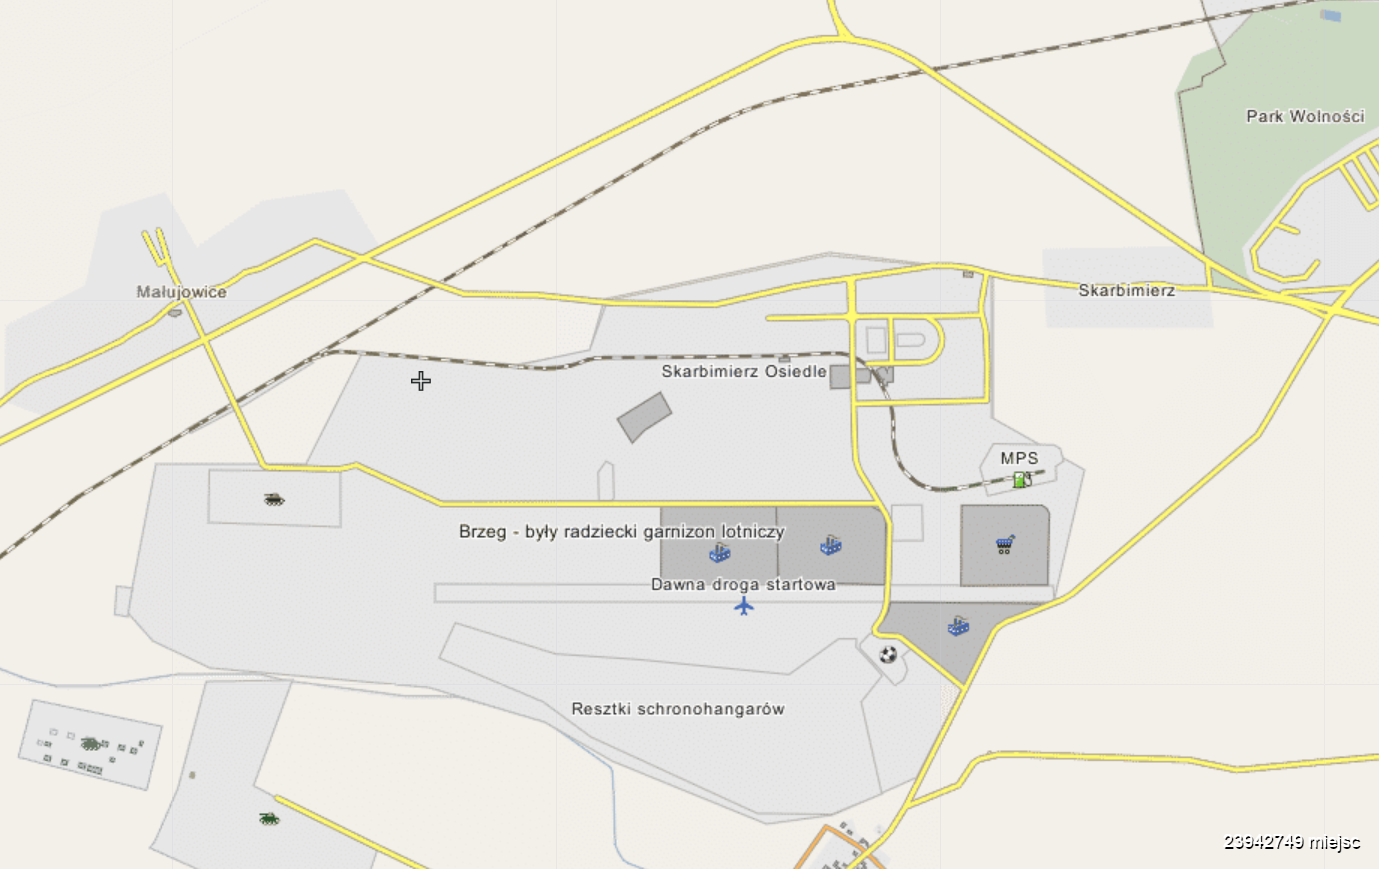 Park Wolności
Małujowice
Skarbimierz
Skarbimierz Osiedle
MPS
Brzeg - były radziecki garnizon lotniczy
Dawna droga startowa
Resztki schronohangarów
23942749 miejsc